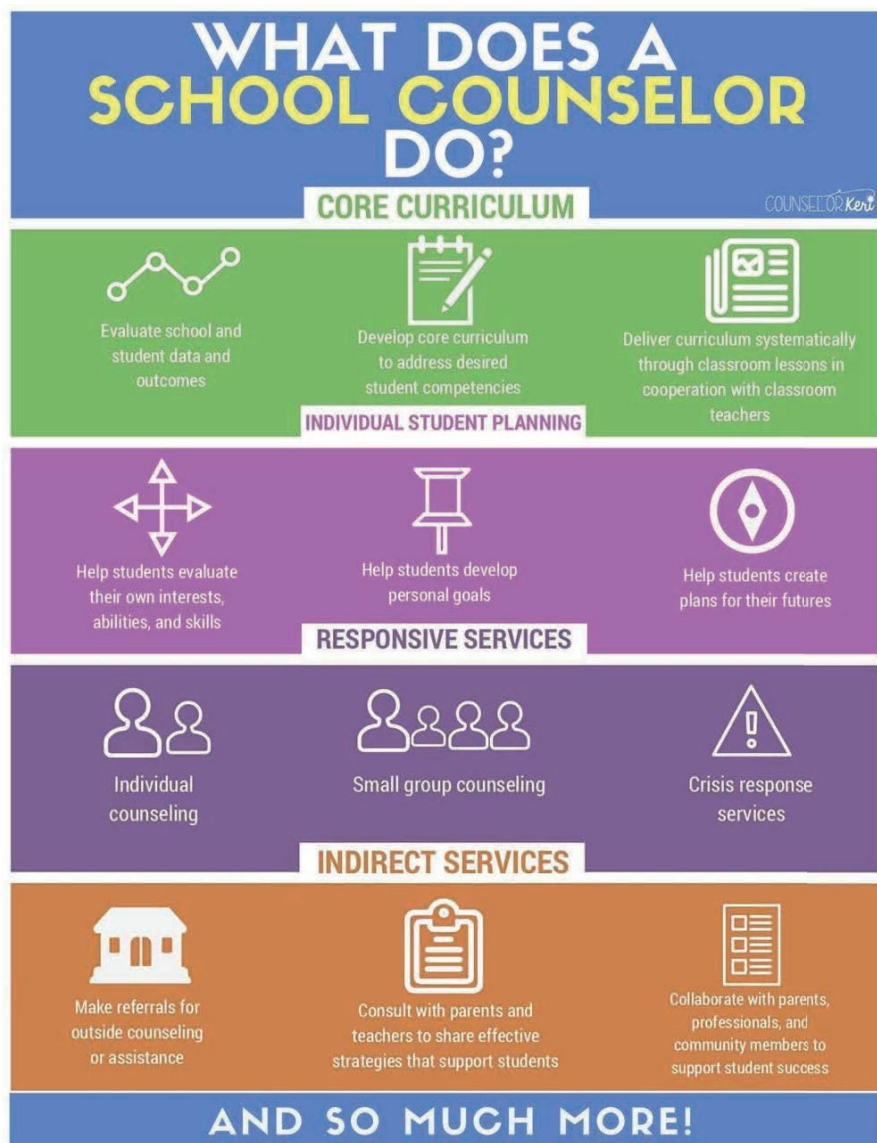 WHAT DOES A
SCHOOL COUNSELOR
DO?
COUNSELOR Keri
CORE CURRICULUM
Evaluate school and
student data and
outcomes
Develop core curriculum
to address desired
student competencies
Deliver curriculum systematically
through classroom lessons in
cooperation with classroom
teachers
INDIVIDUAL STUDENT PLANNING
Help students evaluate
their own interests,
abilities, and skills
Help students develop
personal goals
Help students create
plans for their futures
RESPONSIVE SERVICES
Individual
counseling
Small group counseling
Crisis response
services
INDIRECT SERVICES
Make referrals for
outside counseling
or assistance
Consult with parents and
teachers to share effective
strategies that support students
Collaborate with parents,
professionals, and
community members to
support student success
AND SO MUCH MORE!